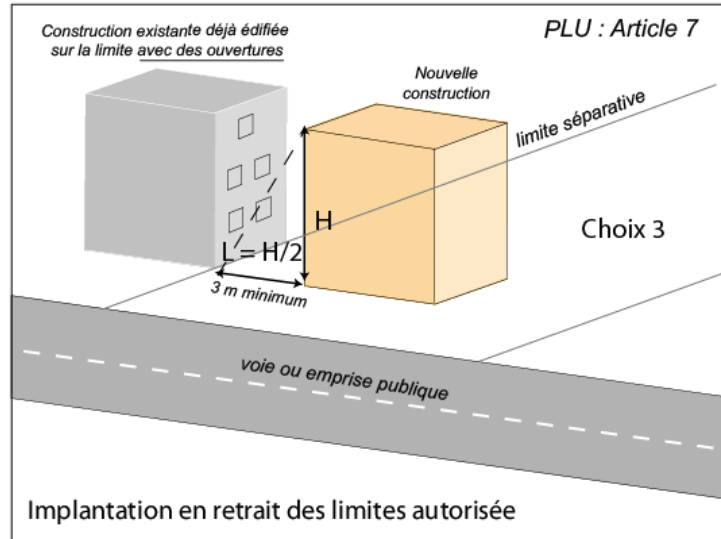 Construction existante déjà édifiée
sur la limite avec des ouvertures
PLU : Article 7
Nouvelle
construction
limite séparative
H
L = H/2
3 m minimum
Choix 3
voie ou emprise publique
Implantation en retrait des limites autorisée